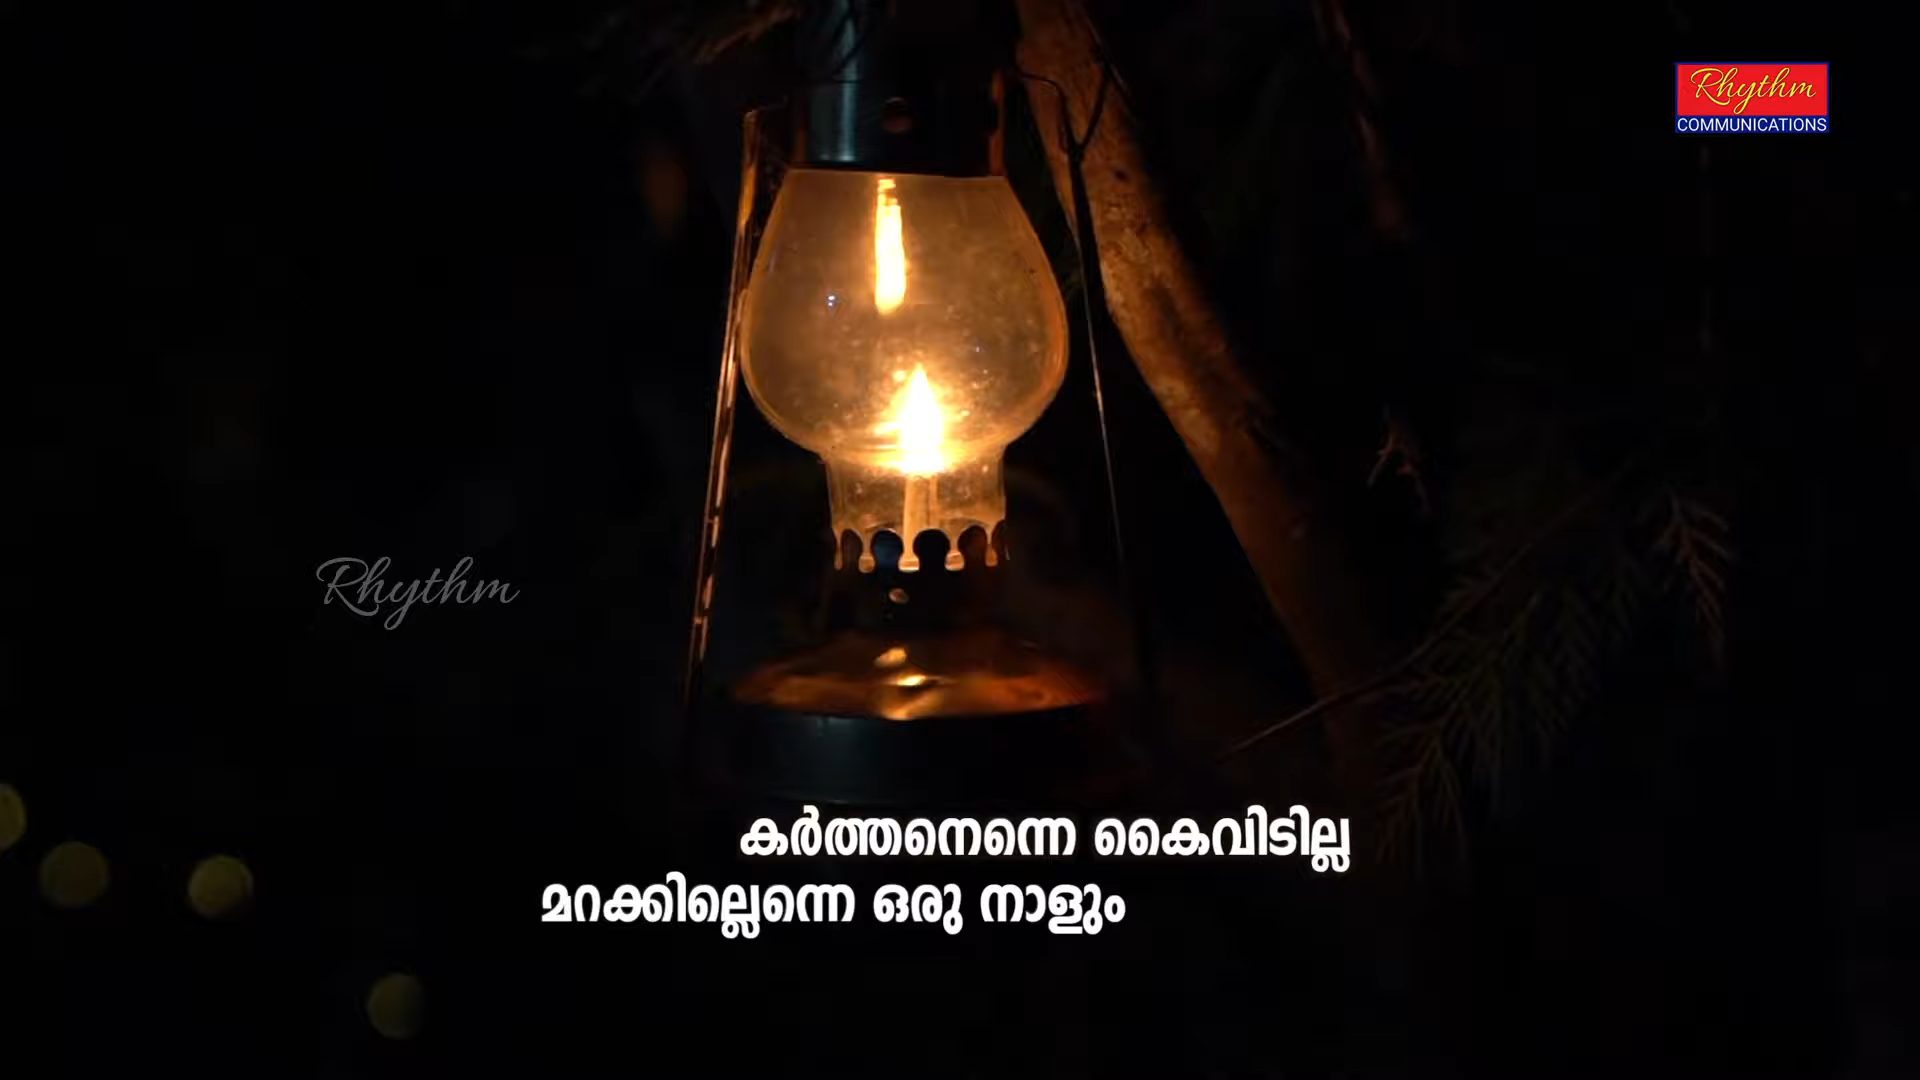 Rhythm
COMMUNICATIONS
Rhythm
കർത്തനെന്നെ കൈവിടില്ല
മറക്കില്ലെന്നെ ഒരു നാളും